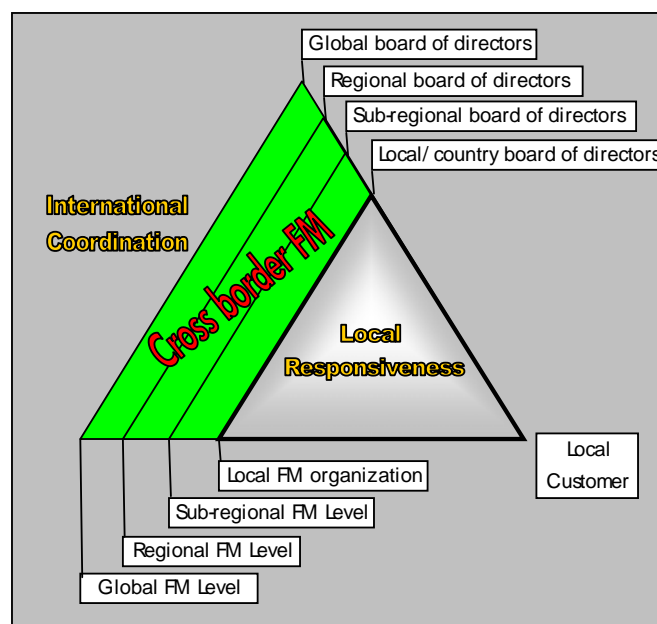 Global board of directors
Regional board of directors
Sub-regional board of directors
Local/ country board of directors
International
Coordination
Cross border FM
Local
Responsiveness
Local
Customer
Local FM organization
Sub-regional FM Level
Regional FM Level
Global FM Level